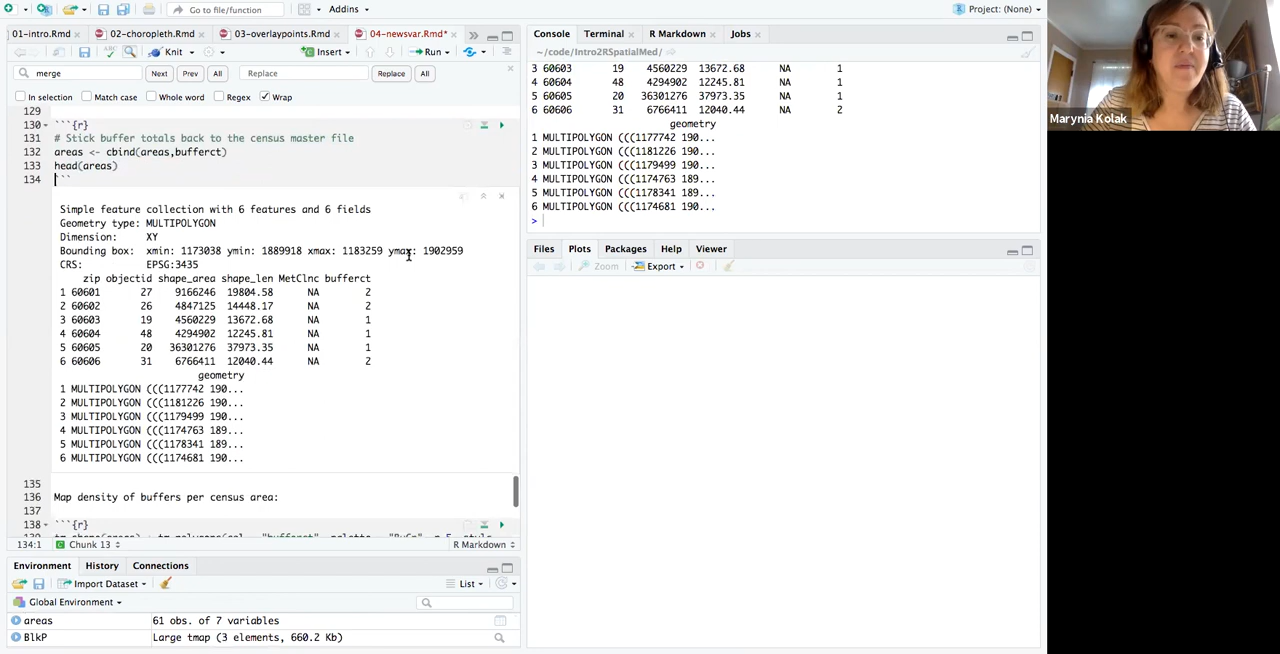 Go to file/function
Addins
Project: (None)
01-intro.Rmd
02-choropleth.Rmd
03-overlaypoints.Rmd
04-newsvar.Rmd*
Knit
Insert
Run
merge
Next
Prev
All
Replace
Replace
All
In selection
Match case
Whole word
Regex
Wrap
129
130 ```{r}
131 # Stick buffer totals back to the census master file
132 areas <- cbind(areas,bufferct)
133 head(areas)
134 ```
Simple feature collection with 6 features and 6 fields
Geometry type: MULTIPOLYGON
Dimension: XY
Bounding box: xmin: 1173038 ymin: 1889918 xmax: 1183259 ymax: 1902959
CRS: EPSG:3435
zip objectid shape_area shape_len MetClnc bufferct
1 60601 27 9166246 19804.58 NA 2
2 60602 26 4847125 14448.17 NA 2
3 60603 19 4560229 13672.68 NA 1
4 60604 48 4294902 12245.81 NA 1
5 60605 20 36301276 37973.35 NA 1
6 60606 31 6766411 12040.44 NA 2
geometry
1 MULTIPOLYGON (((1177742 190...
2 MULTIPOLYGON (((1181226 190...
3 MULTIPOLYGON (((1179499 190...
4 MULTIPOLYGON (((1174763 189...
5 MULTIPOLYGON (((1178341 189...
6 MULTIPOLYGON (((1174681 190...
135
136 Map density of buffers per census area:
137
138 ```{r}
134:1
Chunk 13
R Markdown
Environment
History
Connections
Import Dataset
List
Global Environment
areas 61 obs. of 7 variables
BlkP Large tmap (3 elements, 660.2 Kb)
Console
Terminal
R Markdown
Jobs
~/code/Intro2RSpatialMed/
3 60603 19 4560229 13672.68 NA 1
4 60604 48 4294902 12245.81 NA 1
5 60605 20 36301276 37973.35 NA 1
6 60606 31 6766411 12040.44 NA 2
geometry
1 MULTIPOLYGON (((1177742 190...
2 MULTIPOLYGON (((1181226 190...
3 MULTIPOLYGON (((1179499 190...
4 MULTIPOLYGON (((1174763 189...
5 MULTIPOLYGON (((1178341 189...
6 MULTIPOLYGON (((1174681 190...
>
Files
Plots
Packages
Help
Viewer
Zoom
Export
Marynia Kolak